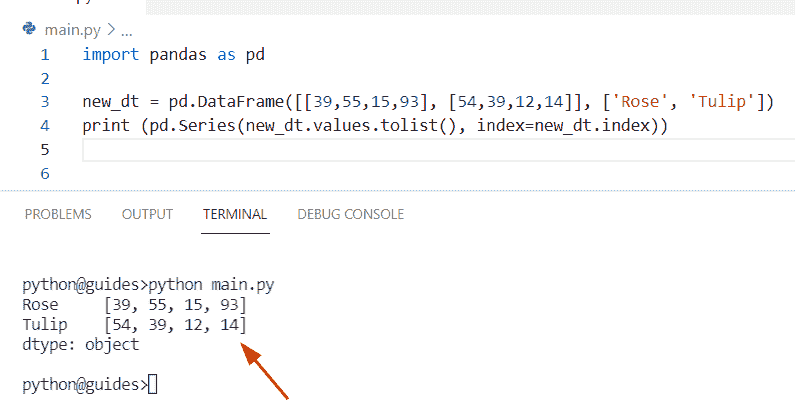 main.py > ...
1 import pandas as pd
2
3 new_dt = pd.DataFrame([[39,55,15,93], [54,39,12,14]], ['Rose', 'Tulip'])
4 print (pd.Series(new_dt.values.tolist(), index=new_dt.index))
5
6
PROBLEMS OUTPUT TERMINAL DEBUG CONSOLE
python@guides>python main.py
Rose     [39, 55, 15, 93]
Tulip    [54, 39, 12, 14]
dtype: object
python@guides>